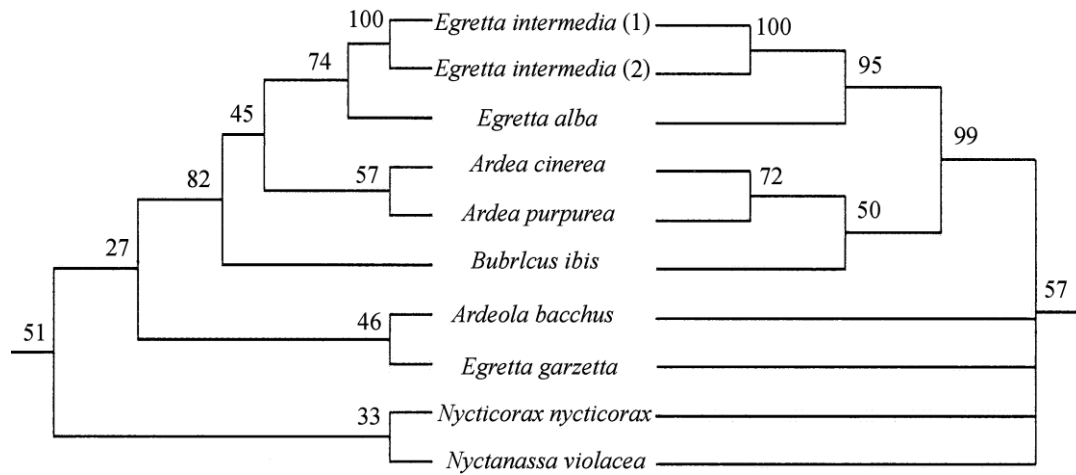 100 Egretta intermedia (1) 100
74 Egretta intermedia (2) 95
45 Egretta alba
99
82 57 Ardea cinerea 72
Ardea purpurea 50
27 Bubrlcus ibis
57
51 46 Ardeola bacchus
Egretta garzetta
33 Nycticorax nycticorax
Nyctanassa violacea